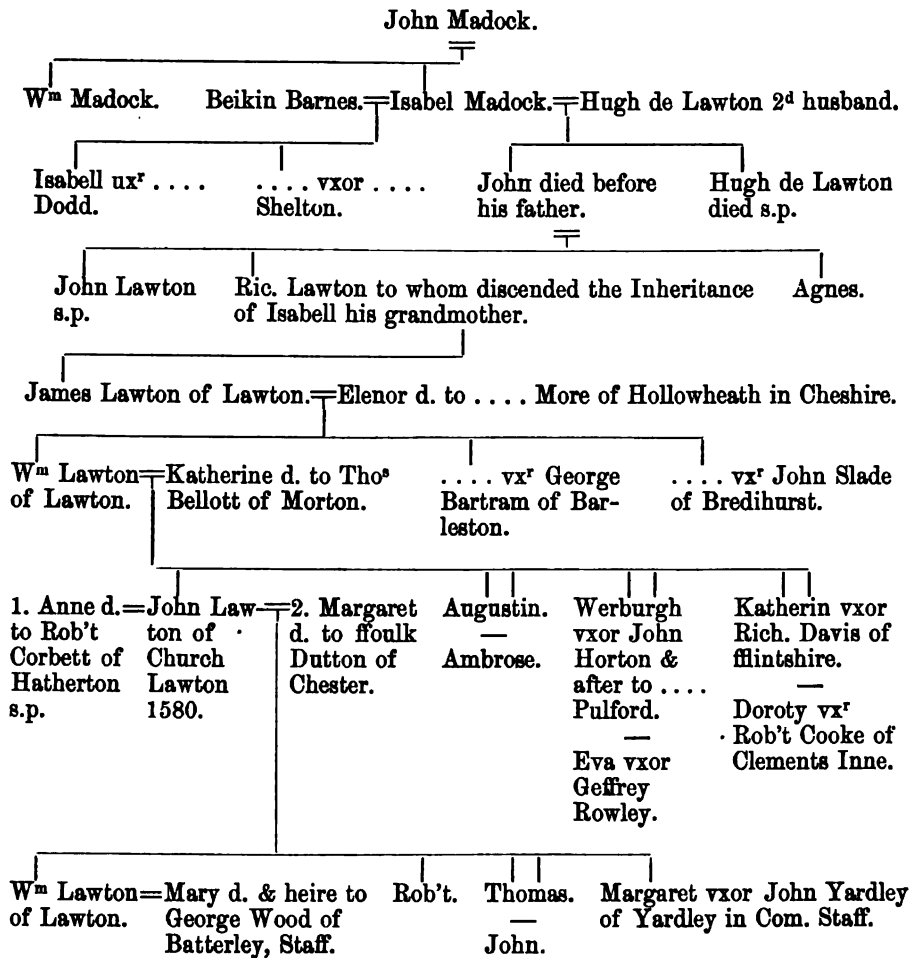 John Madock.
Wm Madock. Beikin Barnes.=Isabel Madock.=Hugh de Lawton 2d husband.
Isabell uxr ....
Dodd.
.... vxor ....
Shelton.
John died before
his father.
Hugh de Lawton
died s.p.
John Lawton
s.p.
Ric. Lawton to whom discended the Inheritance
of Isabell his grandmother.
Agnes.
James Lawton of Lawton.=Elenor d. to .... More of Hollowheath in Cheshire.
Wm Lawton=
of Lawton.
Katherine d. to Thos
Bellott of Morton.
.... vxr George
Bartram of Bar-
leston.
.... vxr John Slade
of Bredihurst.
1. Anne d.=
to Rob't
Corbett of
Hatherton
s.p.
John Law-=
ton of
Church
Lawton
1580.
2. Margaret
d. to ffoulk
Dutton of
Chester.
Augustin.
—
Ambrose.
Werburgh
vxor John
Horton &
after to ....
Pulford.
—
Eva vxor
Geffrey
Rowley.
Katherin vxor
Rich. Davis of
fflintshire.
—
Doroty vxr
Rob't Cooke of
Clements Inne.
Wm Lawton=
of Lawton.
Mary d. & heire to
George Wood of
Batterley, Staff.
Rob't.
Thomas.
—
John.
Margaret vxor John Yardley
of Yardley in Com. Staff.